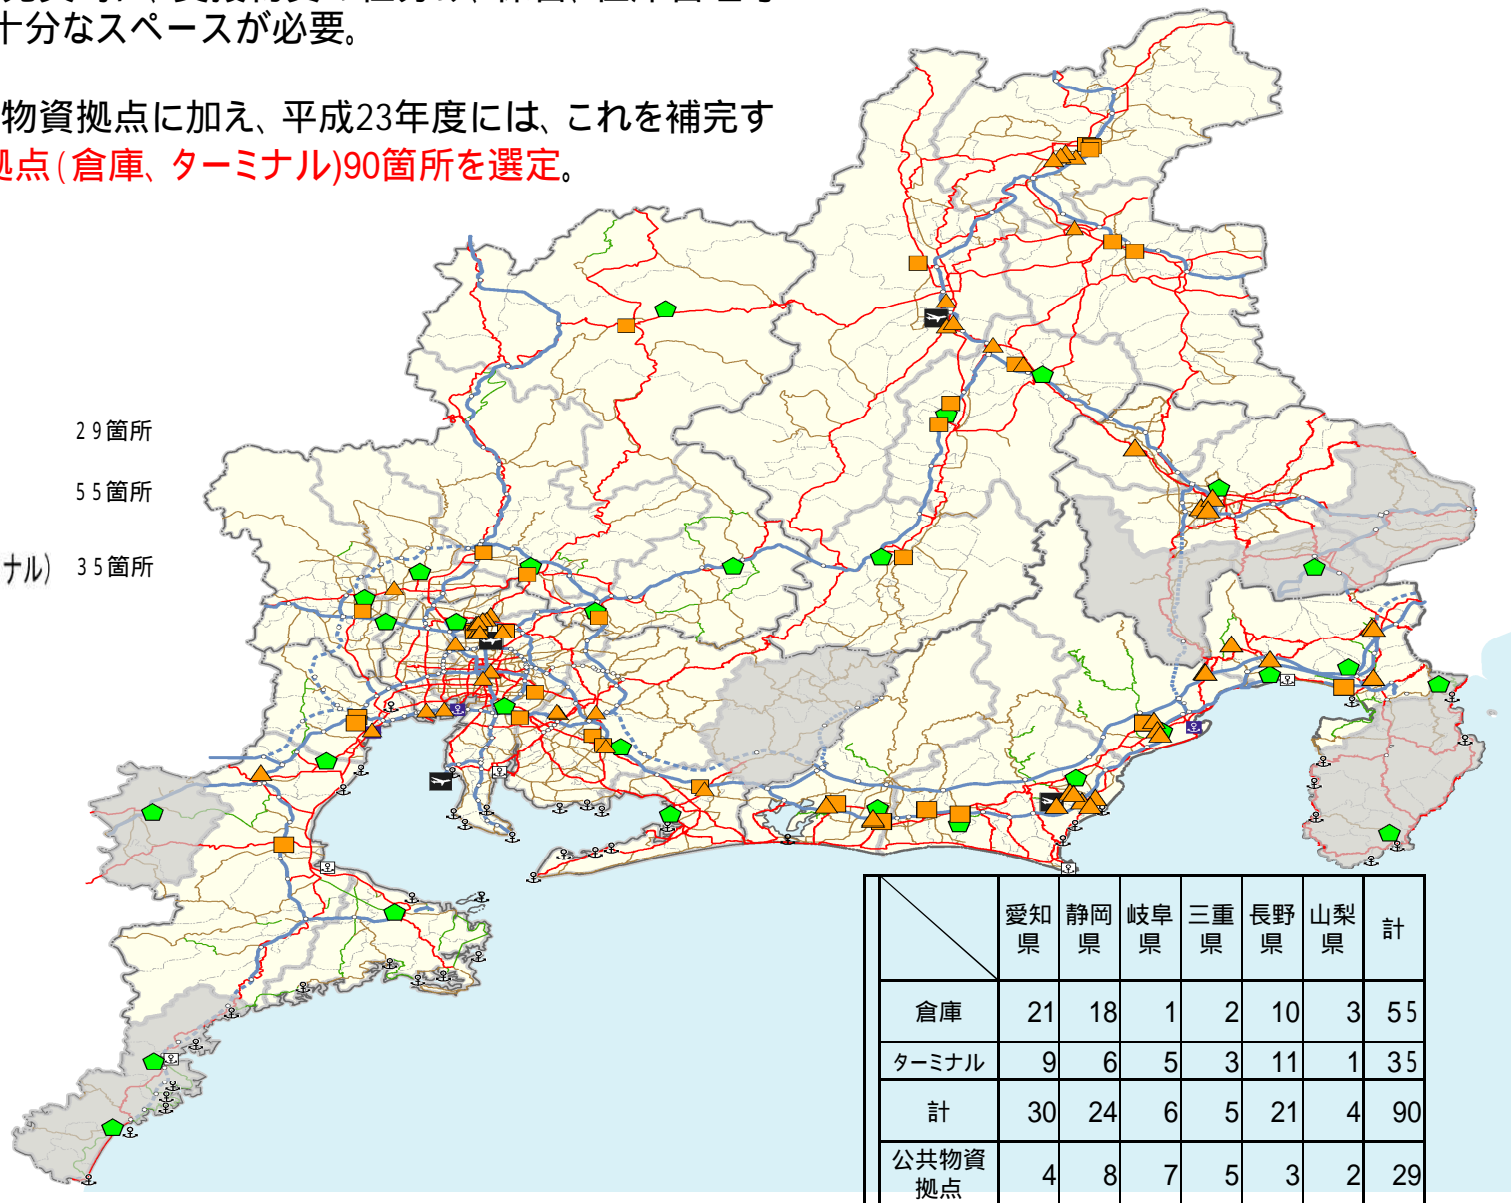 十分なスペースが必要。
物資拠点に加え、平成23年度には、これを補完す
拠点(倉庫、ターミナル)90箇所を選定。
29箇所
55箇所
ナル) 35箇所
愛知県 静岡県 岐阜県 三重県 長野県 山梨県 計
倉庫 21 18 1 2 10 3 55
ターミナル 9 6 5 3 11 1 35
計 30 24 6 5 21 4 90
公共物資拠点 4 8 7 5 3 2 29